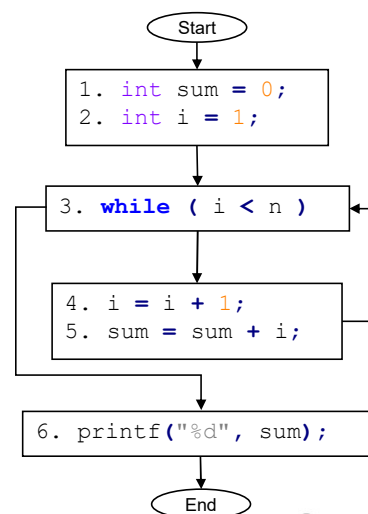 Start
1. int sum = 0;
2. int i = 1;
3. while ( i < n )
4. i = i + 1;
5. sum = sum + i;
6. printf("%d", sum);
End